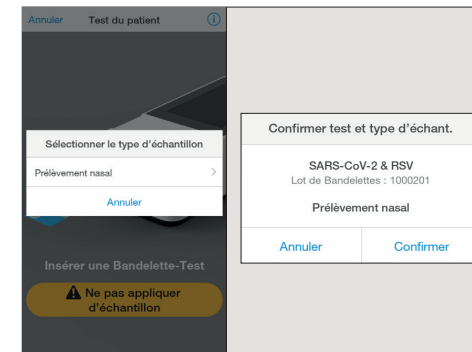 Annuler Test du patient
Sélectionner le type d'échantillon
Prélèvement nasal
Annuler
Insérer une Bandelette-Test
Ne pas appliquer
d'échantillon
Confirmer test et type d'échant.
SARS-CoV-2 & RSV
Lot de Bandelettes : 1000201
Prélèvement nasal
Annuler Confirmer